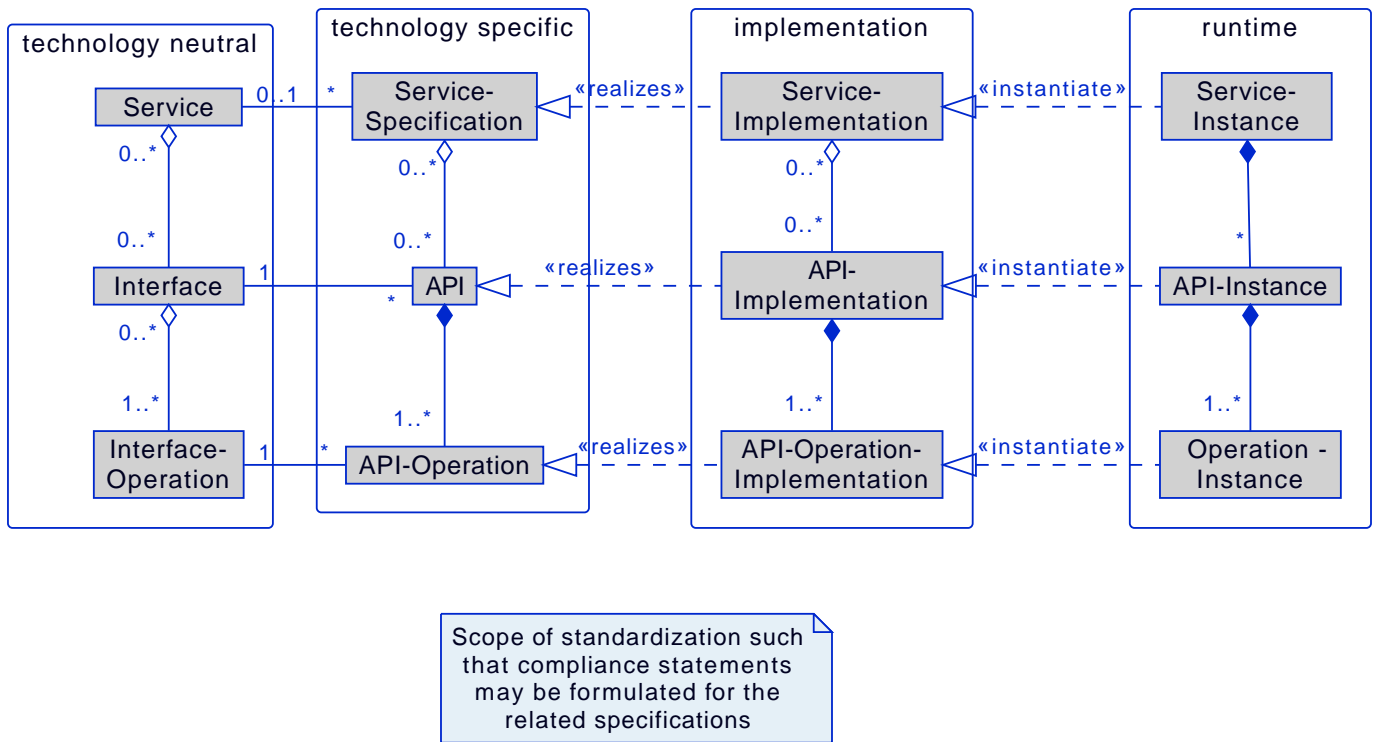 technology neutral
technology specific
implementation
runtime
Service
0..1
*
Service-
Specification
«realizes»
Service-
Implementation
«instantiate»
Service-
Instance
0..*
0..*
0..*
0..*
0..*
0..*
*
Interface
1
*
API
«realizes»
API-
Implementation
«instantiate»
API-Instance
0..*
1..*
1..*
1..*
1..*
Interface-
Operation
1
*
API-Operation
«realizes»
API-Operation-
Implementation
«instantiate»
Operation -
Instance
Scope of standardization such
that compliance statements
may be formulated for the
related specifications